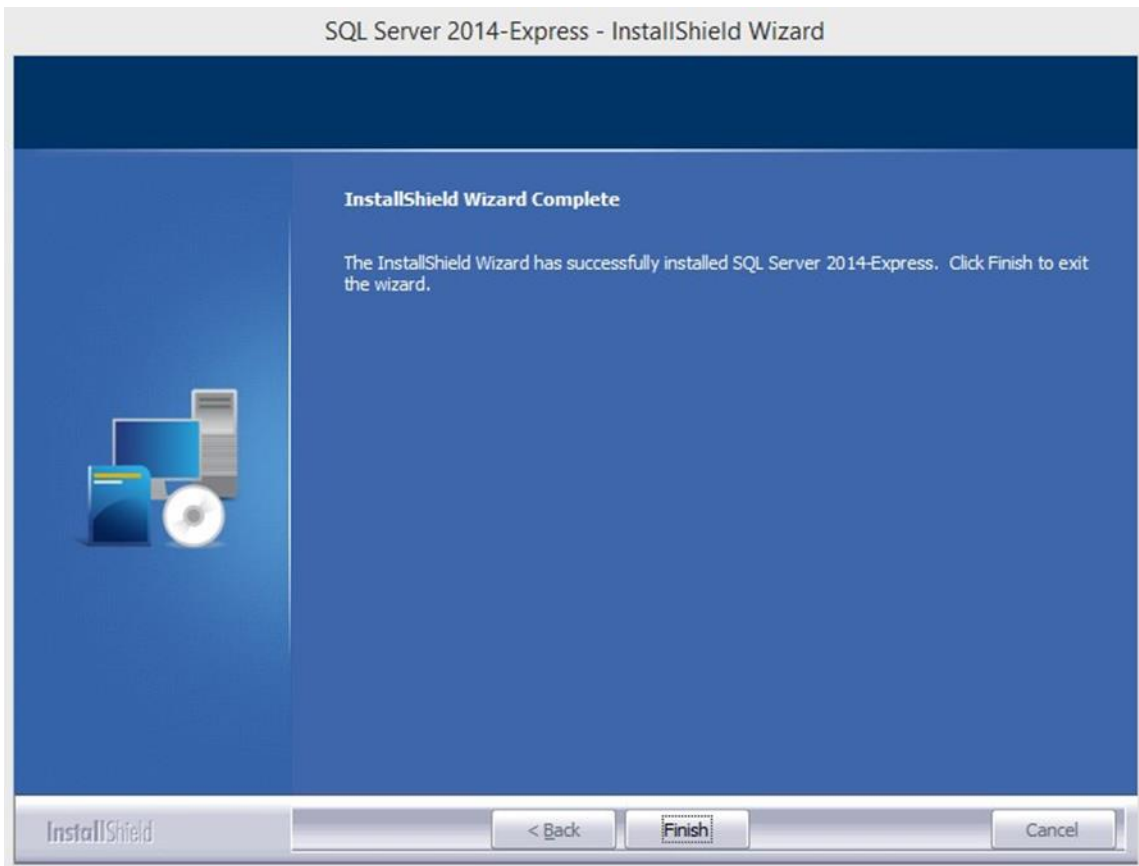 SQL Server 2014-Express - InstallShield Wizard
InstallShield Wizard Complete
The InstallShield Wizard has successfully installed SQL Server 2014-Express. Click Finish to exit
the wizard.
InstallShield
< Back
Finish
Cancel